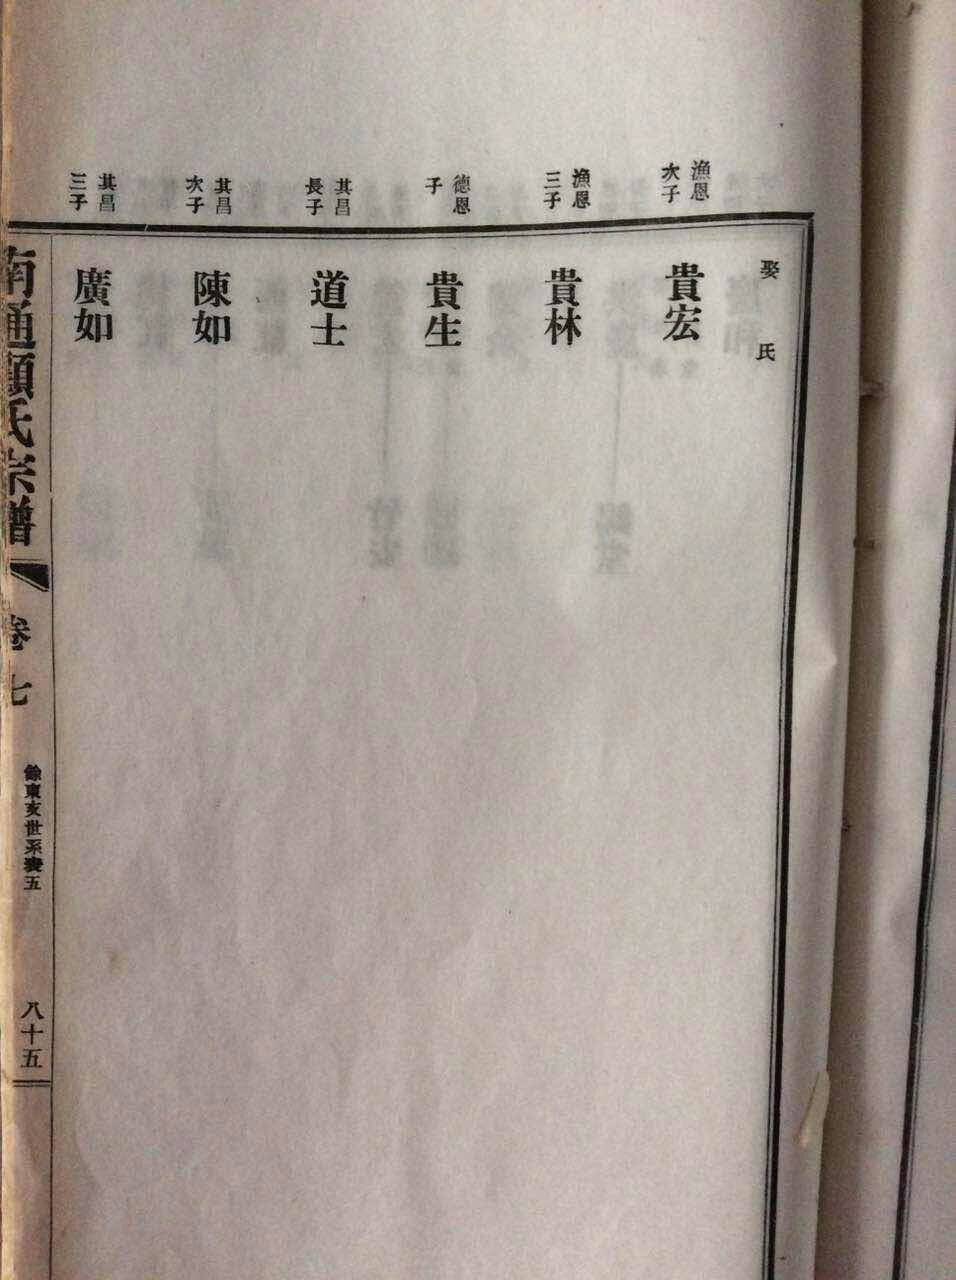 娶 氏
漁恩
次子
貴宏
漁恩
三子
貴林
德恩
子
貴生
其昌
長子
道士
其昌
次子
陳如
其昌
三子
廣如
南通顧氏宗譜
卷七
餘東亥世系表五
八十五